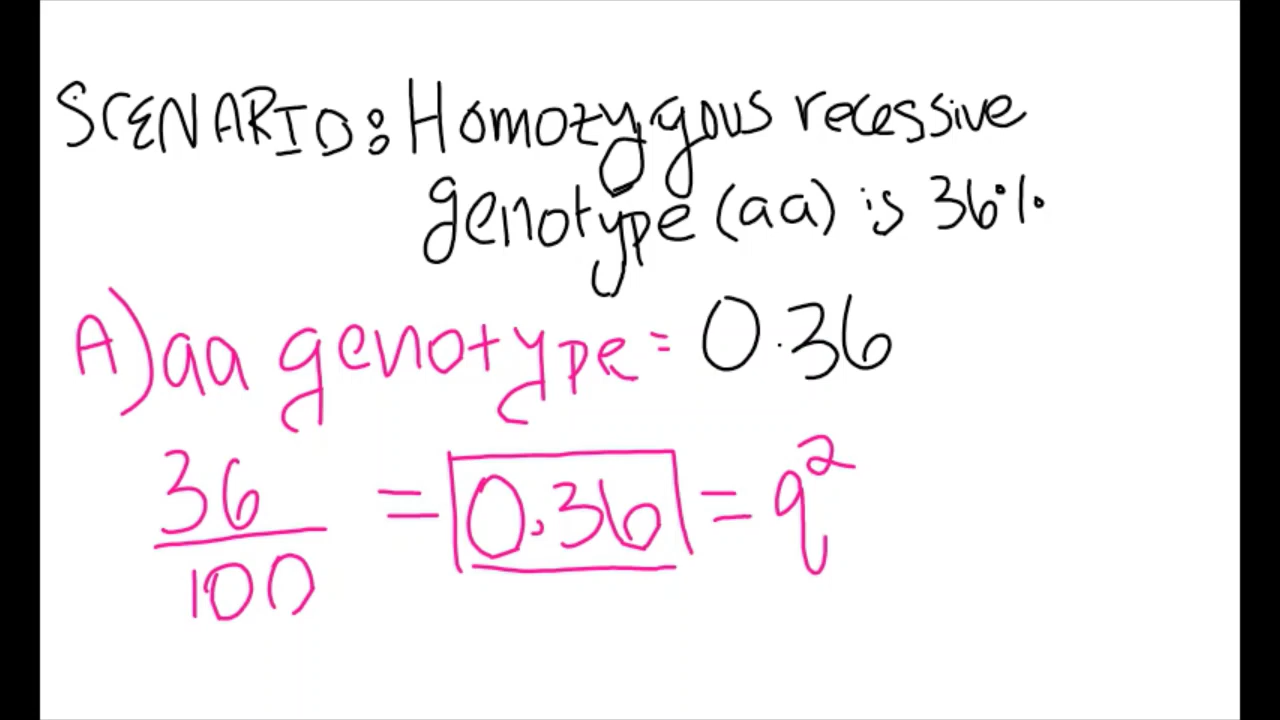 SCENARIO: Homozygous recessive
genotype (aa) is 36%
A) aa genotype = 0.36
36/100 = 0.36 = q²